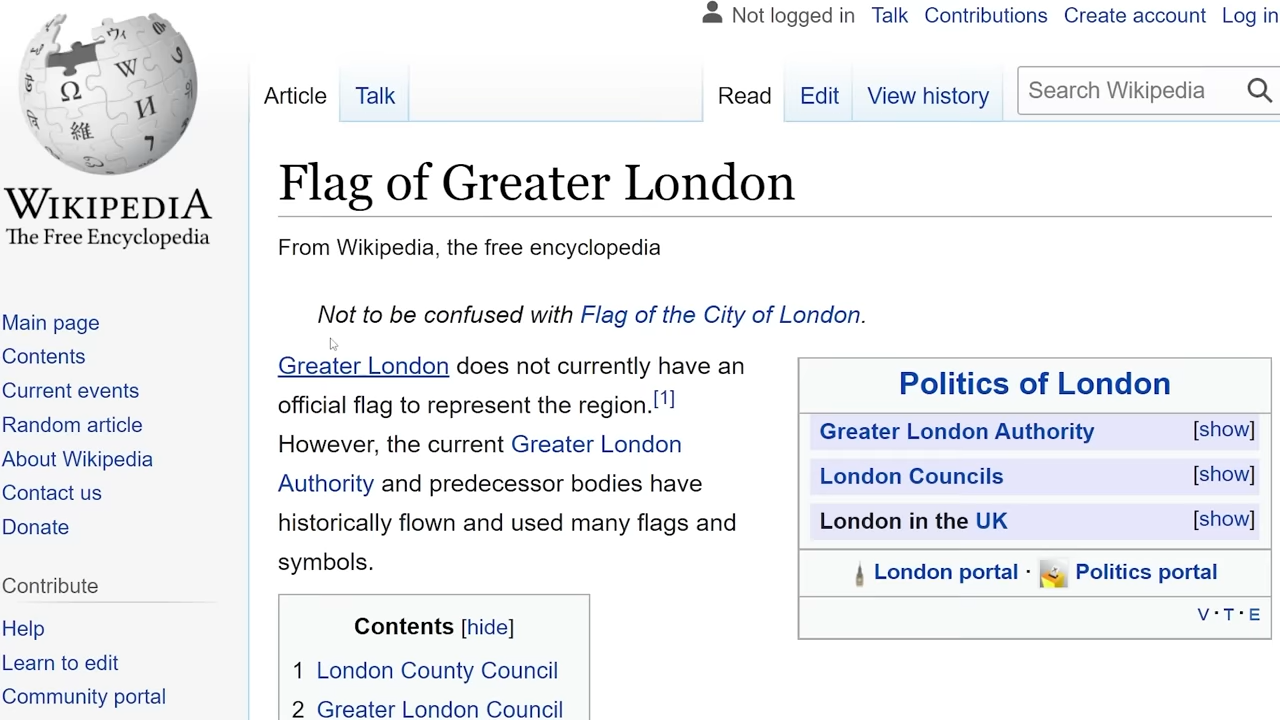 Not logged in Talk Contributions Create account Log in
Article Talk Read Edit View history Search Wikipedia
WIKIPEDIA
The Free Encyclopedia
Main page
Contents
Current events
Random article
About Wikipedia
Contact us
Donate
Contribute
Help
Learn to edit
Community portal
Flag of Greater London
From Wikipedia, the free encyclopedia
Not to be confused with Flag of the City of London.
Greater London does not currently have an
official flag to represent the region.[1]
However, the current Greater London
Authority and predecessor bodies have
historically flown and used many flags and
symbols.
Contents [hide]
1 London County Council
2 Greater London Council
Politics of London
Greater London Authority [show]
London Councils [show]
London in the UK [show]
London portal · Politics portal
V · T · E